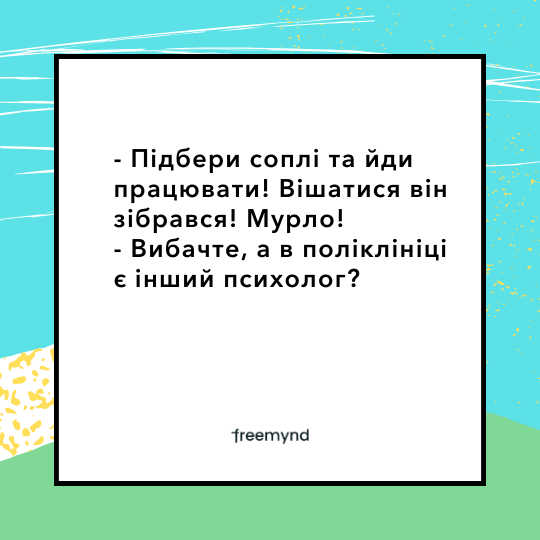 - Підбери соплі та йди
працювати! Вішатися він
зібрався! Мурло!
- Вибачте, а в поліклініці
є інший психолог?
freemynd